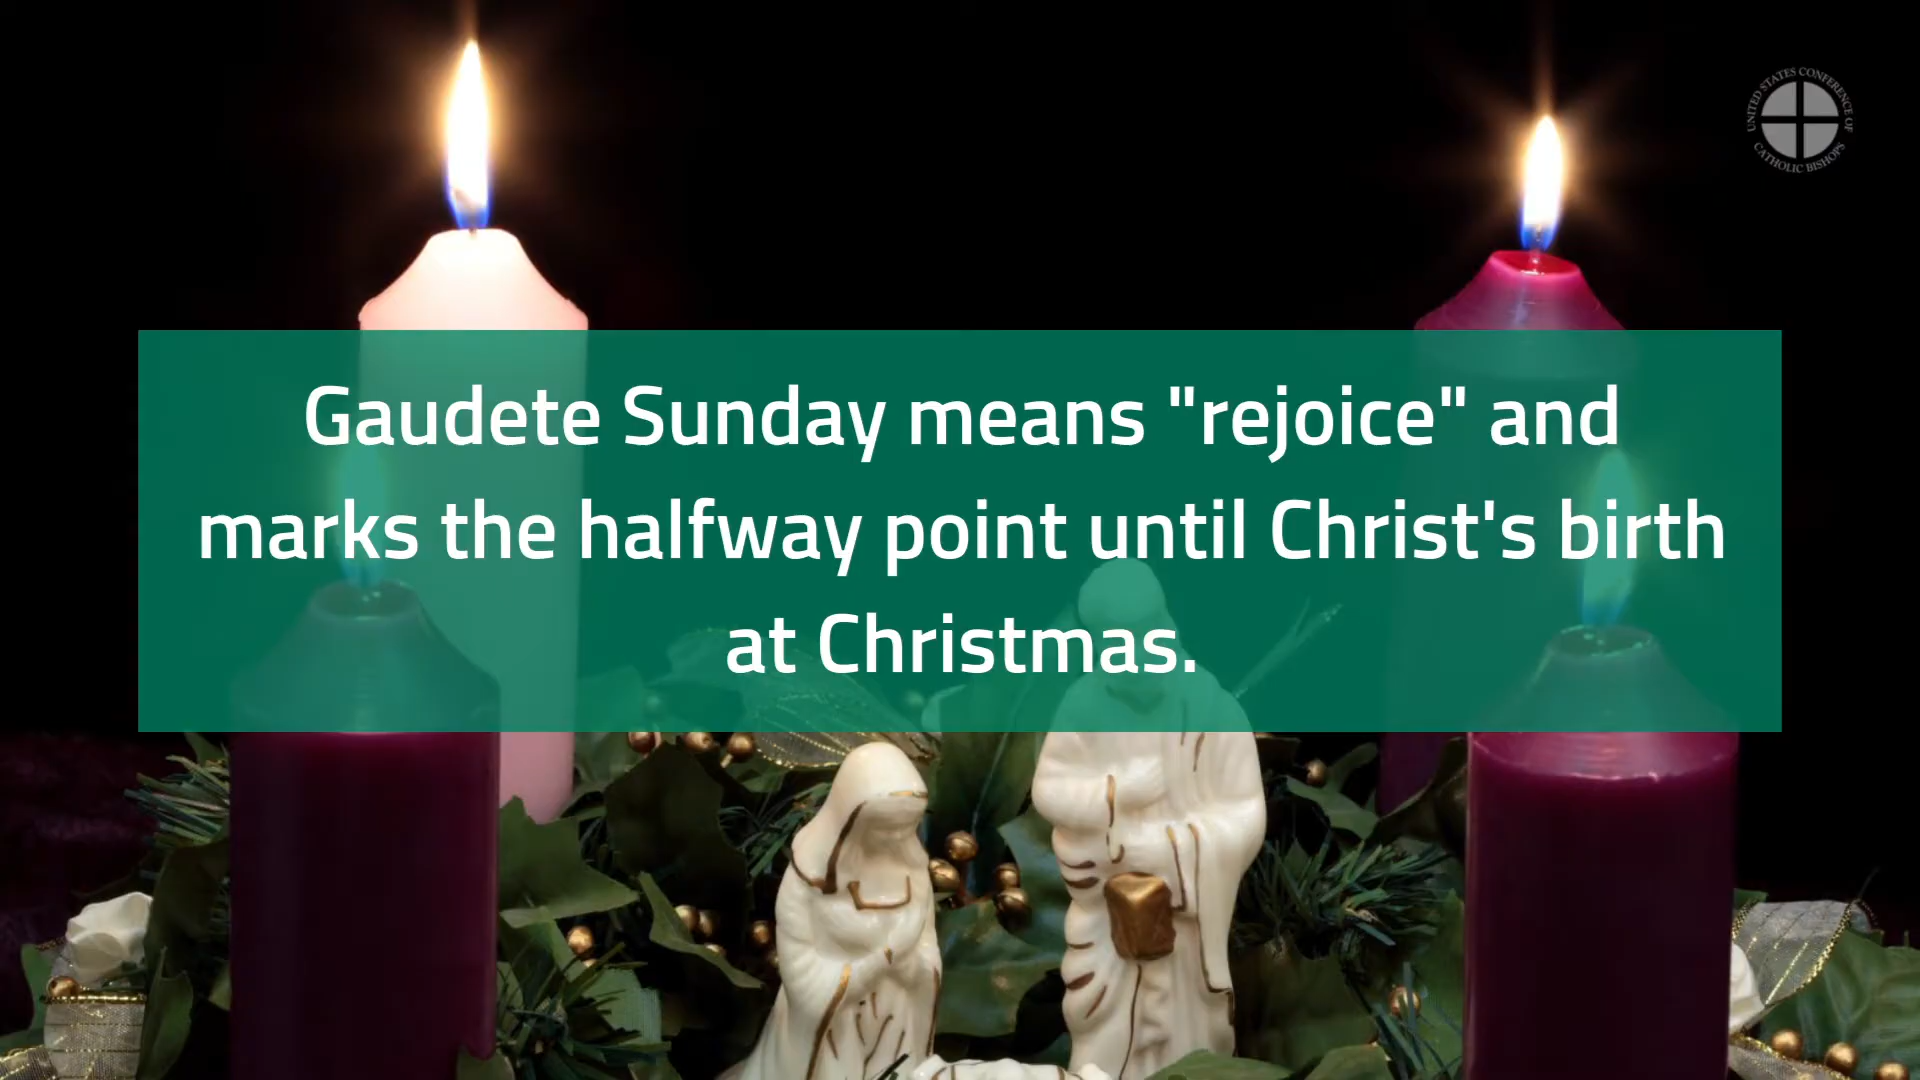 UNITED STATES CONFERENCE OF
CATHOLIC BISHOPS
Gaudete Sunday means "rejoice" and
marks the halfway point until Christ's birth
at Christmas.